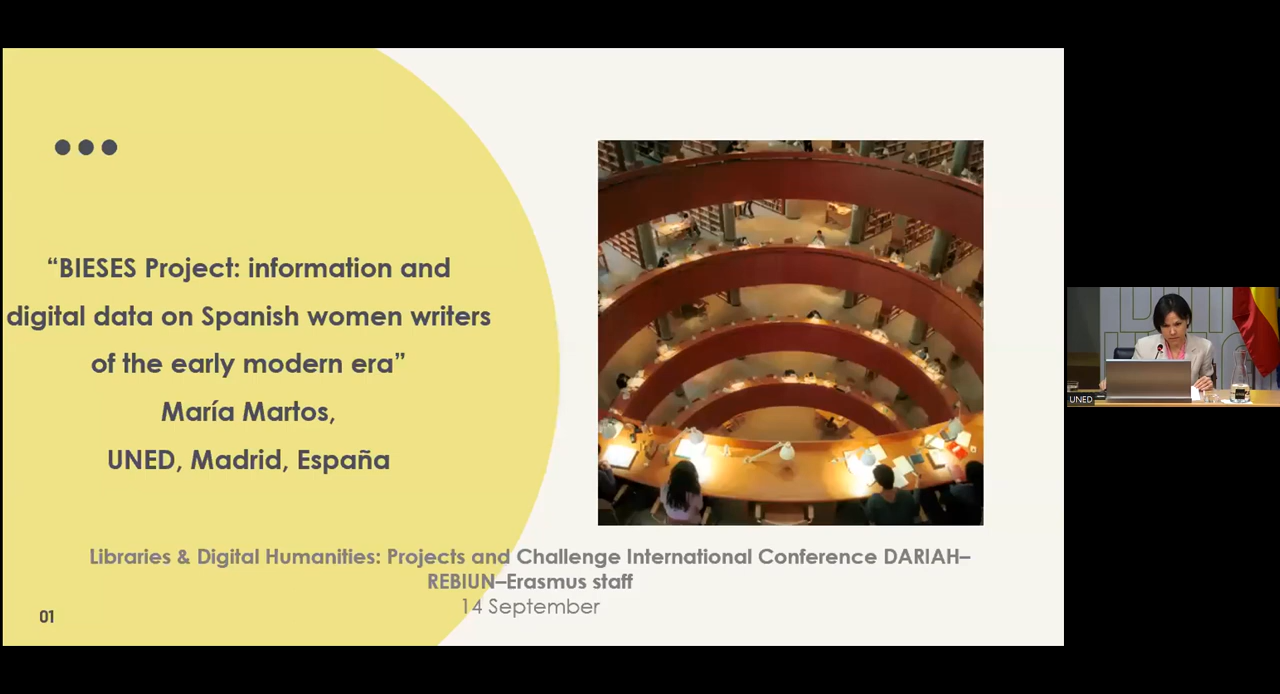 “BIESES Project: information and
digital data on Spanish women writers
of the early modern era”
María Martos,
UNED, Madrid, España
Libraries & Digital Humanities: Projects and Challenge International Conference DARIAH–
REBIUN–Erasmus staff
14 September
01
UNED